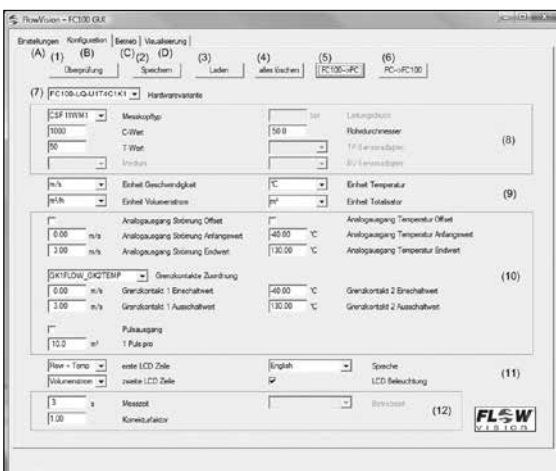 FlowVision - FC100 GUI
Einstellungen Konfiguration Betrieb Visualisierung
(A) (B) (C) (D)
(1) (2) (3) (4) (5) (6)
Überprüfung Speichern Laden alles löschen FC100->PC PC->FC100
(7) FC100-LQ-U1T4C1K1 Hardwarevariante
CSF11WM1 Messkopftyp bar Leitungsdruck
1000 C-Wert 50.0 Rohrdurchmesser
50 T-Wert TP Sensoradapter
Medium BV Sensoradapter
(8)
m/s Einheit Geschwindigkeit °C Einheit Temperatur
m³/h Einheit Volumenstrom m³ Einheit Totalisator
(9)
Analogausgang Strömung Offset Analogausgang Temperatur Offset
0.00 m/s Analogausgang Strömung Anfangswert -40.00 °C Analogausgang Temperatur Anfangswert
3.00 m/s Analogausgang Strömung Endwert 130.00 °C Analogausgang Temperatur Endwert
GK1FLOW_GK2TEMP Grenzkontakte Zuordnung
(10)
0.00 m/s Grenzkontakt 1 Einschaltwert -40.00 °C Grenzkontakt 2 Einschaltwert
3.00 m/s Grenzkontakt 1 Ausschaltwert 130.00 °C Grenzkontakt 2 Ausschaltwert
Pulsausgang
10.0 m³ 1 Puls pro
Flow + Temp erste LCD Zeile English Sprache
Volumenstrom zweite LCD Zeile LCD Beleuchtung
(11)
3 s Messzeit Betriebsart
1.00 Korrekturfaktor
(12)
FLOW
VISION